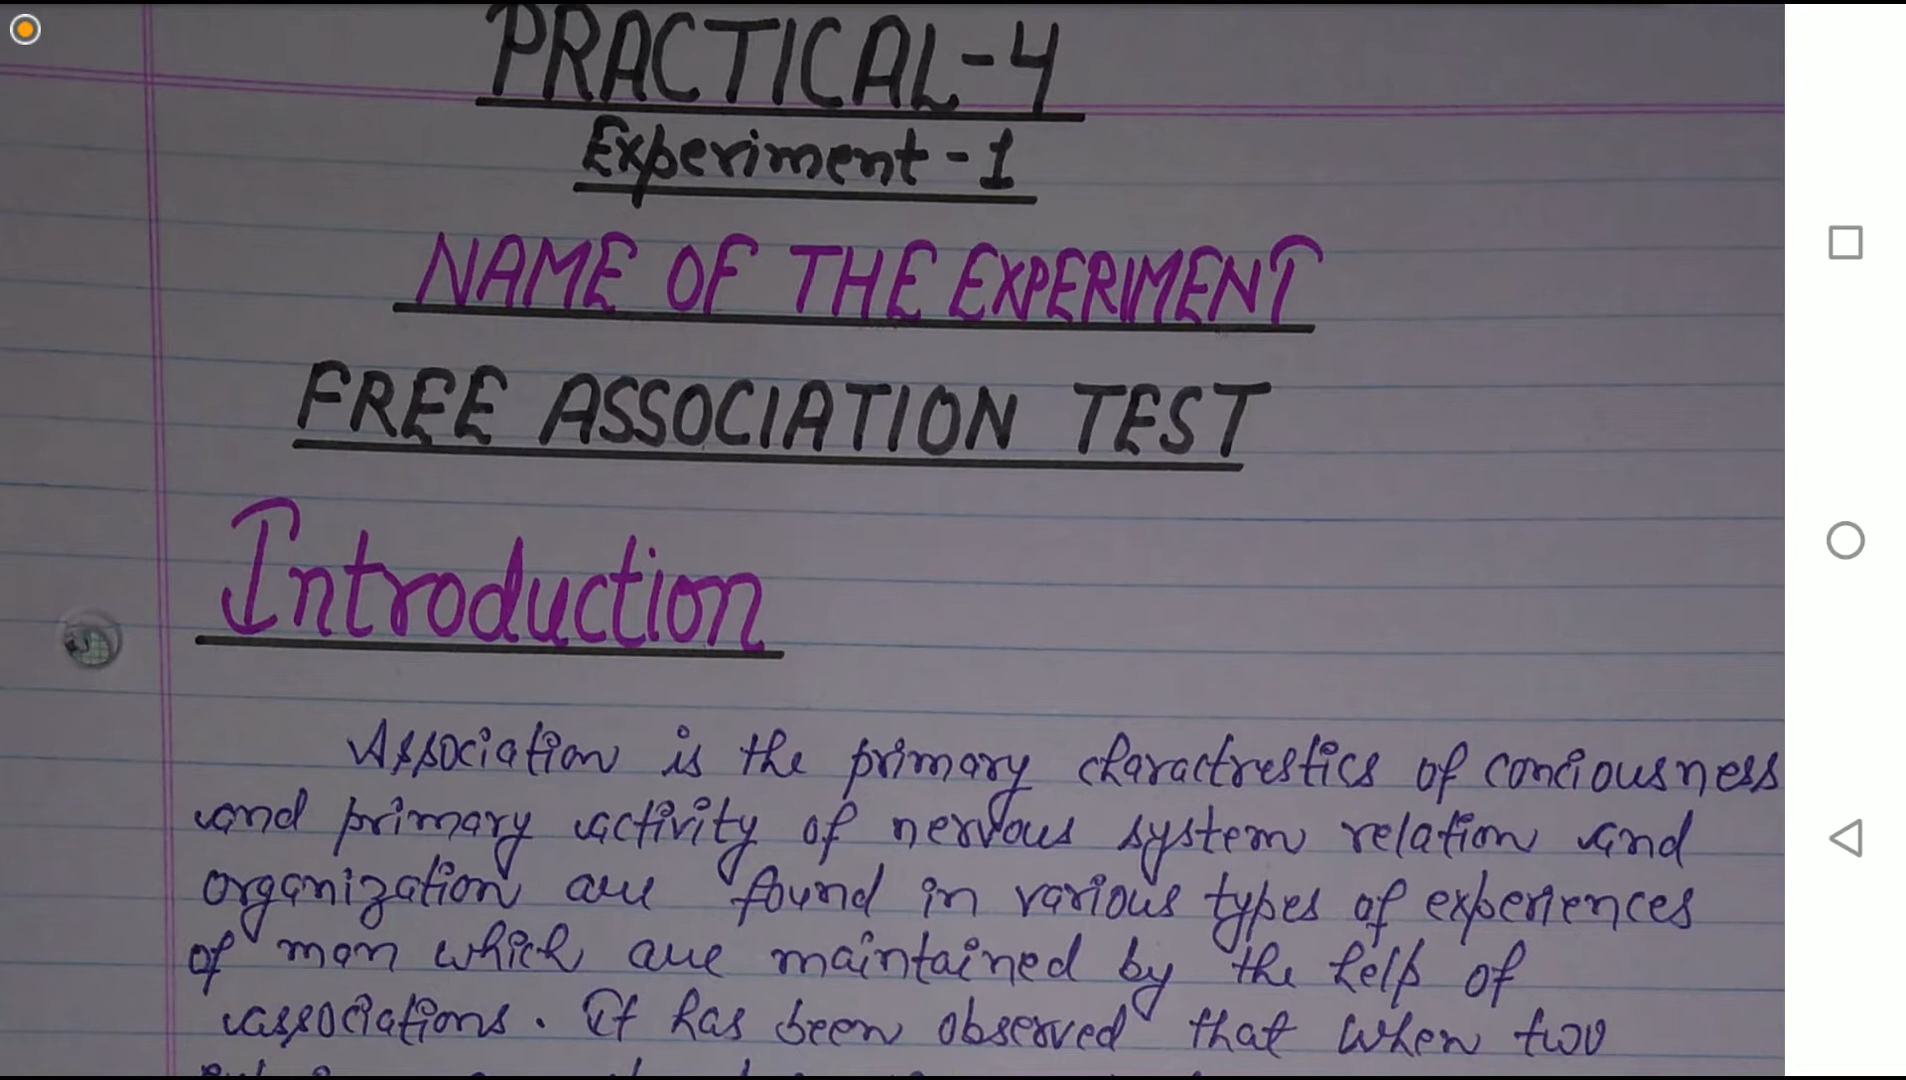 PRACTICAL-4
Experiment-1
NAME OF THE EXPERIMENT
FREE ASSOCIATION TEST
Introduction
Association is the primary charactrestics of conciousness
and primary activity of nervous system relation and
organization are found in various types of experiences
of man which are maintained by the help of
associations. It has been observed that when two